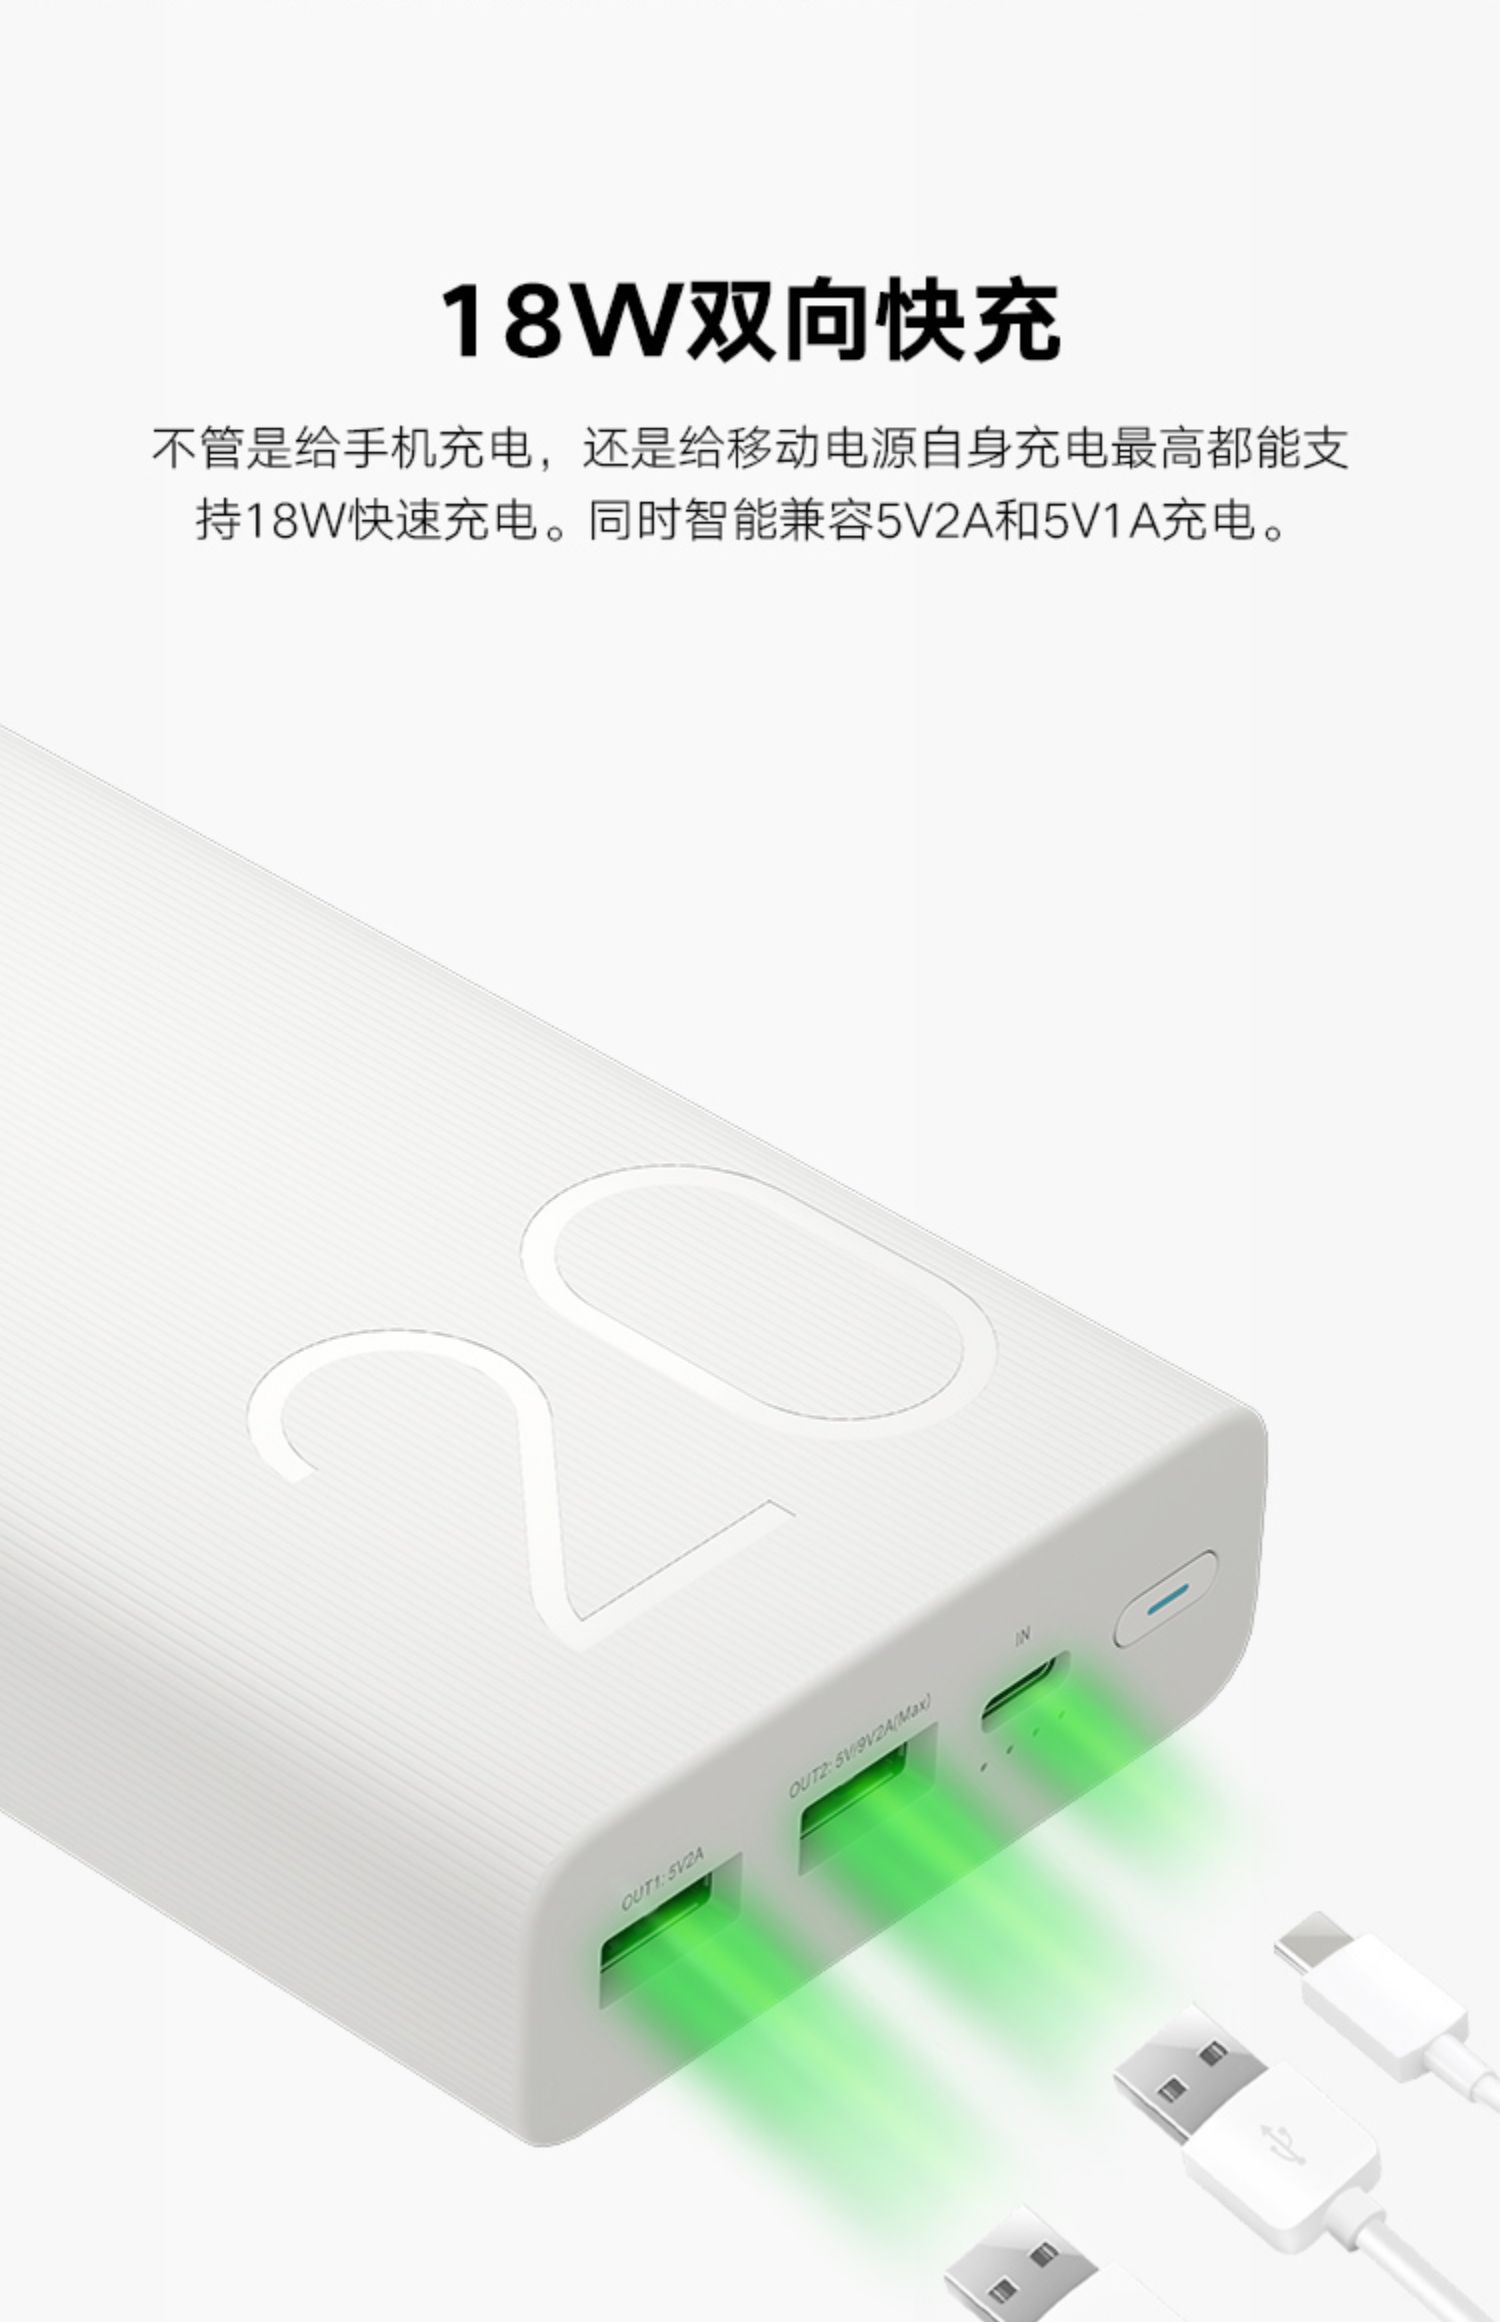 18W双向快充
不管是给手机充电，还是给移动电源自身充电最高都能支
持18W快速充电。同时智能兼容5V2A和5V1A充电。
20
IN
OUT2: 5V/9V2A(Max)
OUT1: 5V2A